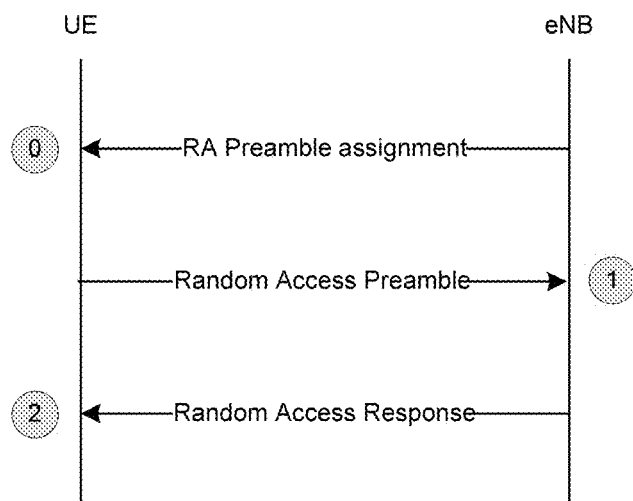 UE
eNB
0
RA Preamble assignment
Random Access Preamble
1
2
Random Access Response